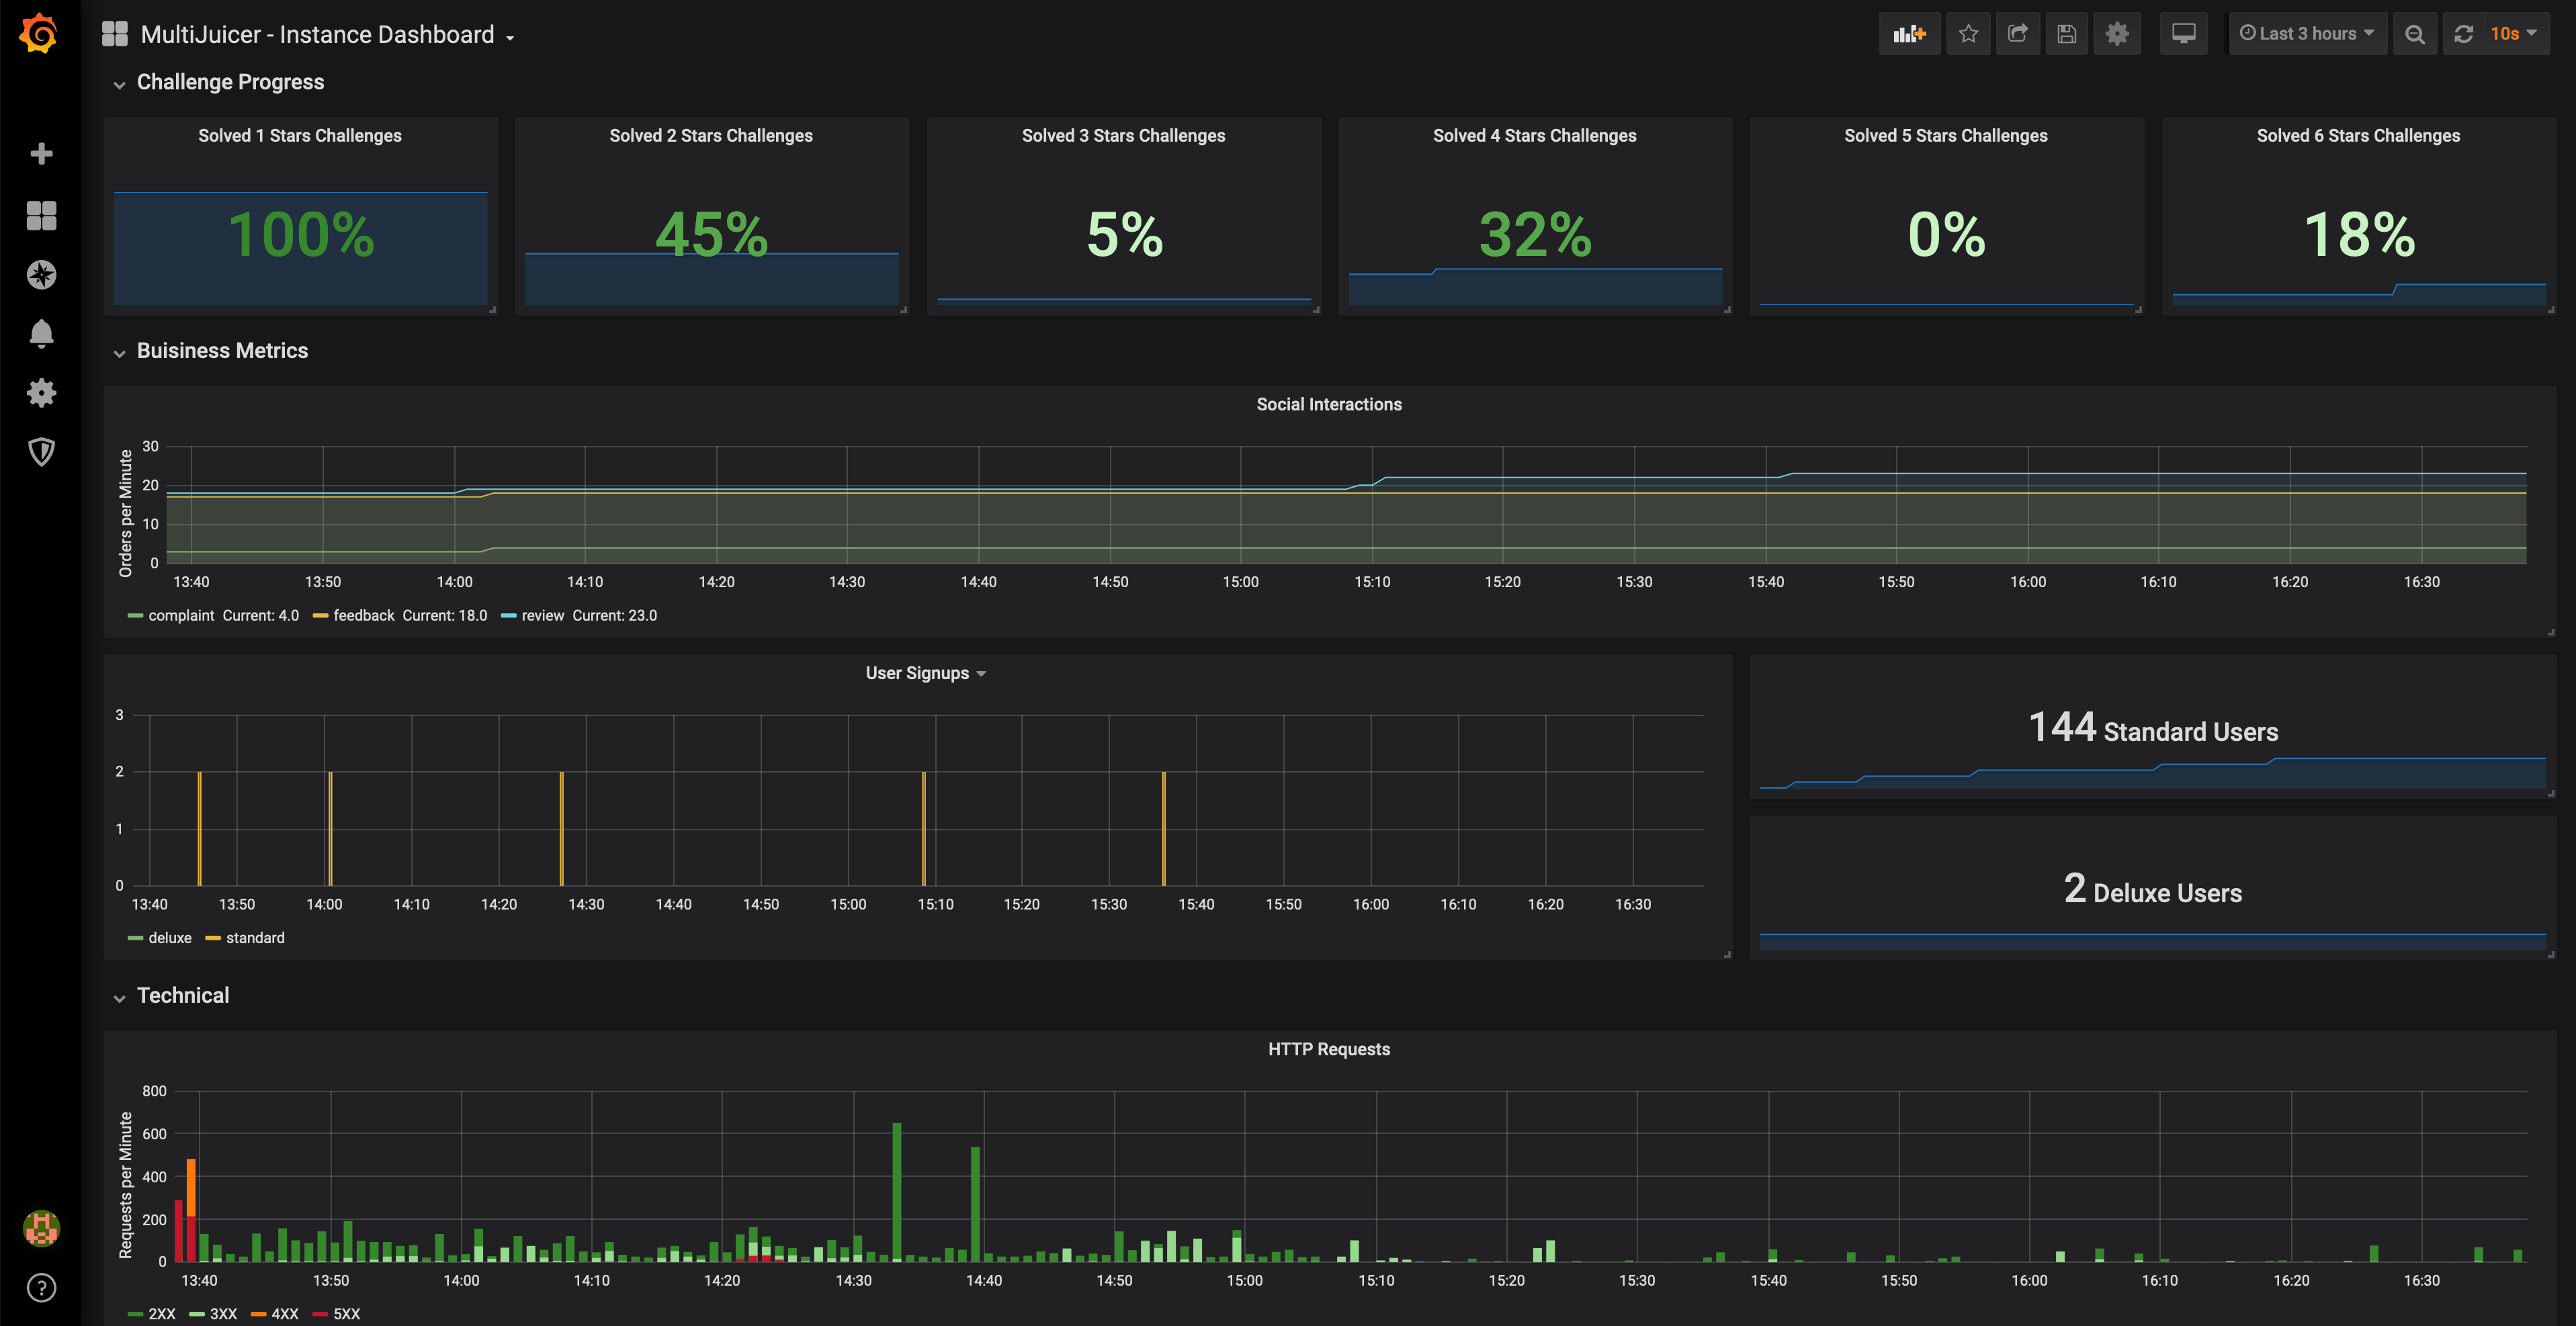 MultiJuicer - Instance Dashboard
Last 3 hours
10s
Challenge Progress
Solved 1 Stars Challenges
100%
Solved 2 Stars Challenges
45%
Solved 3 Stars Challenges
5%
Solved 4 Stars Challenges
32%
Solved 5 Stars Challenges
0%
Solved 6 Stars Challenges
18%
Buisiness Metrics
Social Interactions
Orders per Minute
30
20
10
0
13:40 13:50 14:00 14:10 14:20 14:30 14:40 14:50 15:00 15:10 15:20 15:30 15:40 15:50 16:00 16:10 16:20 16:30
complaint Current: 4.0 feedback Current: 18.0 review Current: 23.0
User Signups
3
2
1
0
13:40 13:50 14:00 14:10 14:20 14:30 14:40 14:50 15:00 15:10 15:20 15:30 15:40 15:50 16:00 16:10 16:20 16:30
deluxe standard
144 Standard Users
2 Deluxe Users
Technical
HTTP Requests
Requests per Minute
800
600
400
200
0
13:40 13:50 14:00 14:10 14:20 14:30 14:40 14:50 15:00 15:10 15:20 15:30 15:40 15:50 16:00 16:10 16:20 16:30
2XX 3XX 4XX 5XX